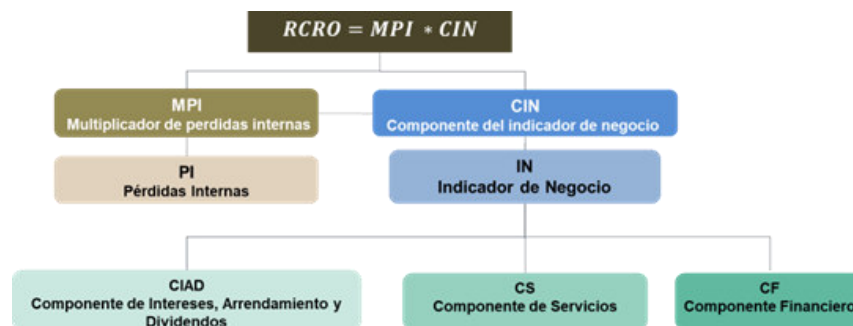 RCRO = MPI * CIN
MPI
Multiplicador de perdidas internas
CIN
Componente del indicador de negocio
PI
Pérdidas Internas
IN
Indicador de Negocio
CIAD
Componente de Intereses, Arrendamiento y
Dividendos
CS
Componente de Servicios
CF
Componente Financiero